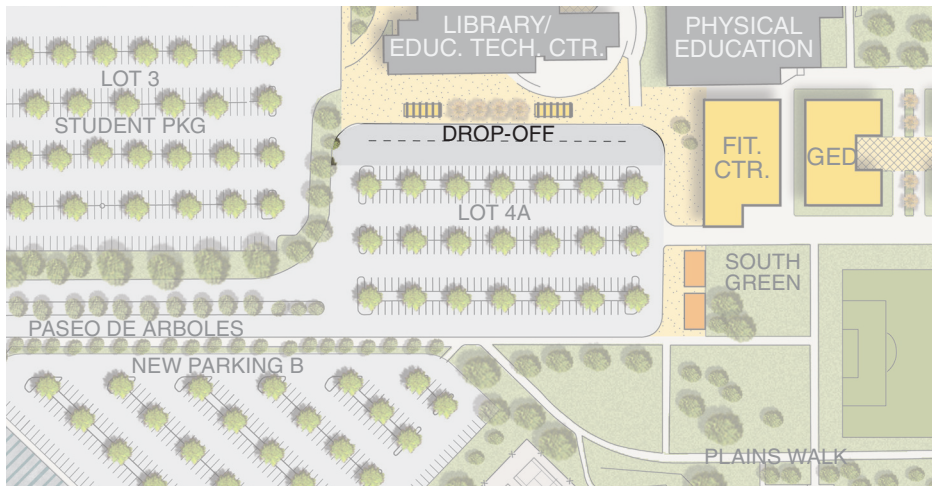 LIBRARY/
EDUC. TECH. CTR.
PHYSICAL
EDUCATION
LOT 3
STUDENT PKG
DROP-OFF
FIT.
CTR.
GED
LOT 4A
SOUTH
GREEN
PASEO DE ARBOLES
NEW PARKING B
PLAINS WALK